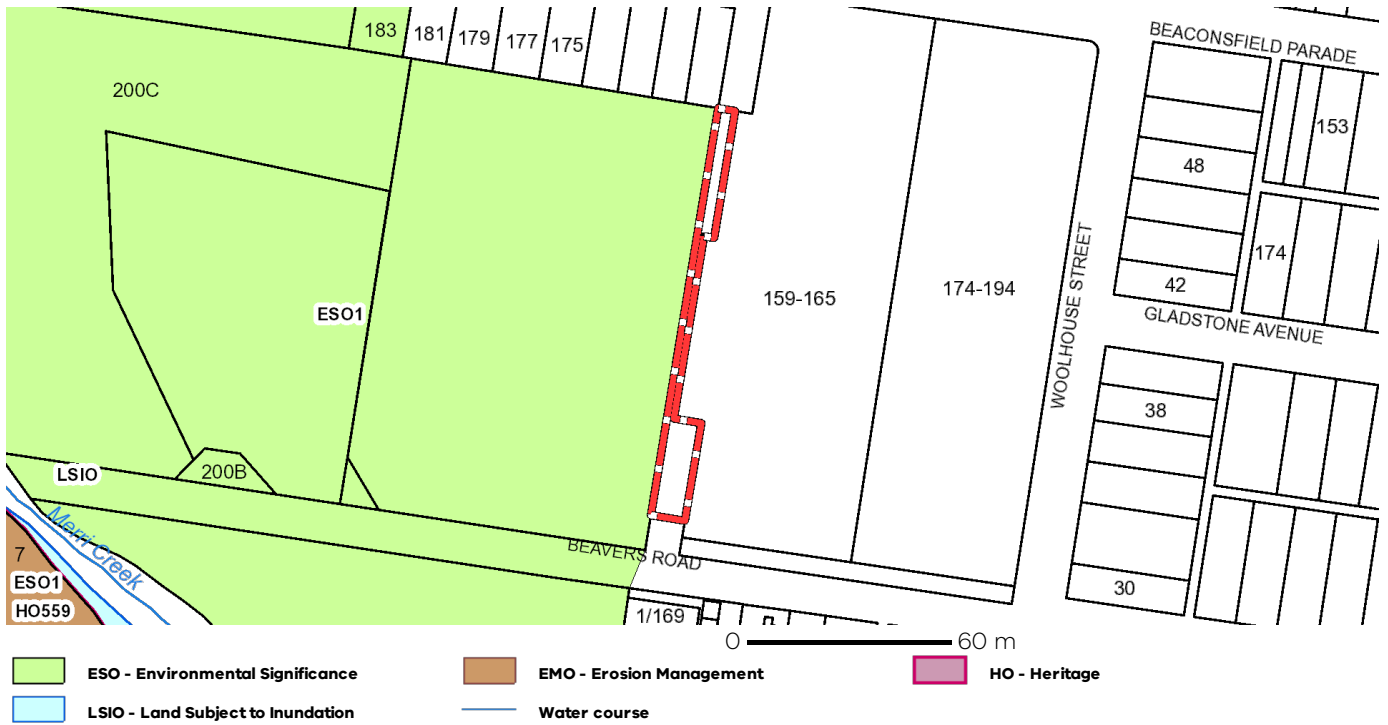 183
181
179
177
175
BEACONSFIELD PARADE
200C
153
48
174
42
ESO1
159-165
174-194
WOOLHOUSE STREET
GLADSTONE AVENUE
38
LSIO
200B
Merri Creek
7
ESO1
HO559
BEAVERS ROAD
30
1/169
0 60 m
ESO - Environmental Significance
EMO - Erosion Management
HO - Heritage
LSIO - Land Subject to Inundation
Water course